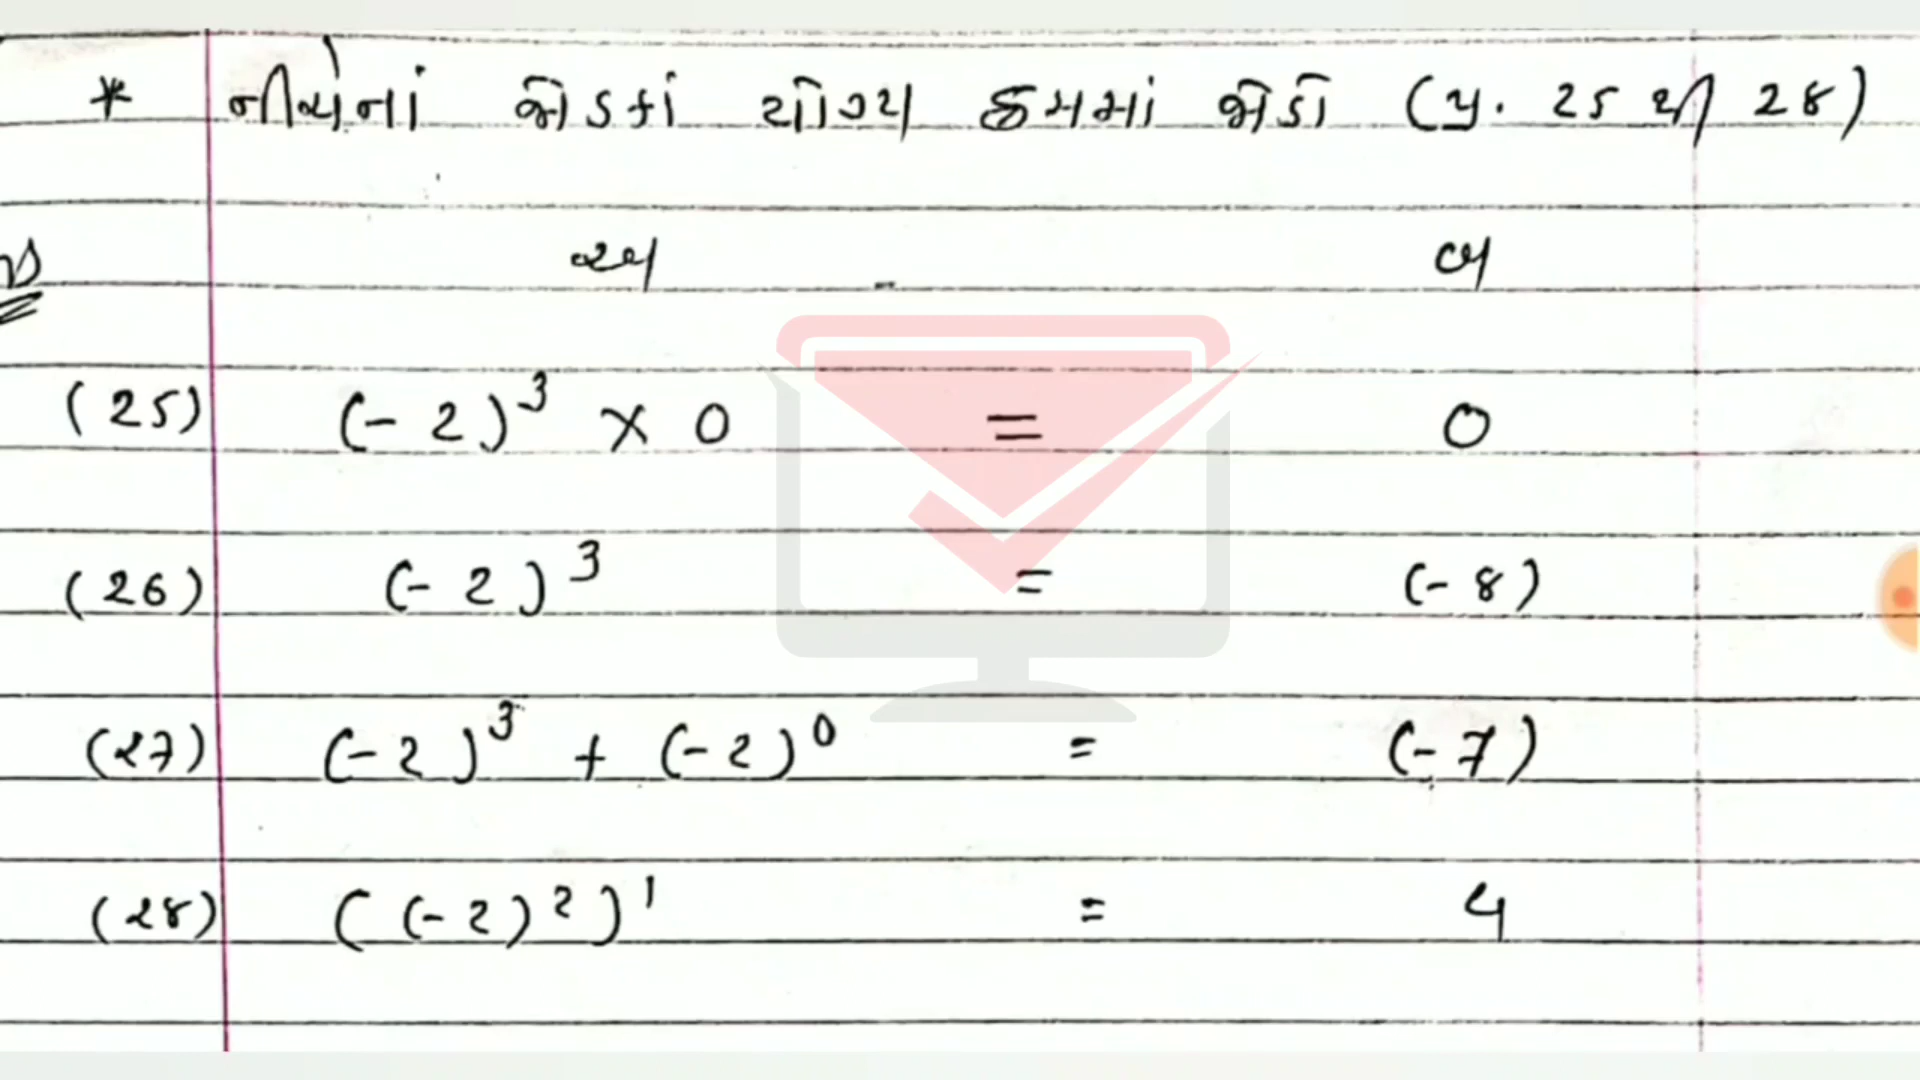 * નીચેનાં જોડકાં યોગ્ય ક્રમમાં જોડો (પ્ર. 25 થી 28)
અ બ
(25) (-2)³ × 0 = 0
(26) (-2)³ = (-8)
(27) (-2)³ + (-2)⁰ = (-7)
(28) ((-2)²)¹ = 4